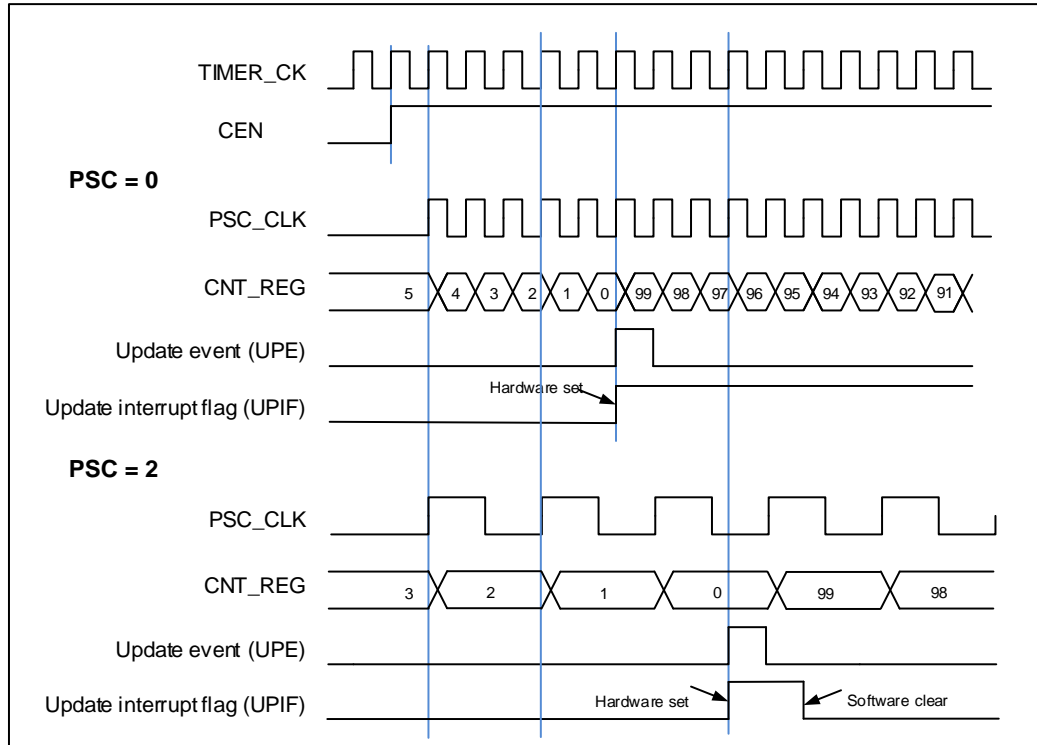 TIMER_CK
CEN
PSC = 0
PSC_CLK
CNT_REG 5 4 3 2 1 0 99 98 97 96 95 94 93 92 91
Update event (UPE)
Hardware set
Update interrupt flag (UPIF)
PSC = 2
PSC_CLK
CNT_REG 3 2 1 0 99 98
Update event (UPE)
Update interrupt flag (UPIF) Hardware set Software clear